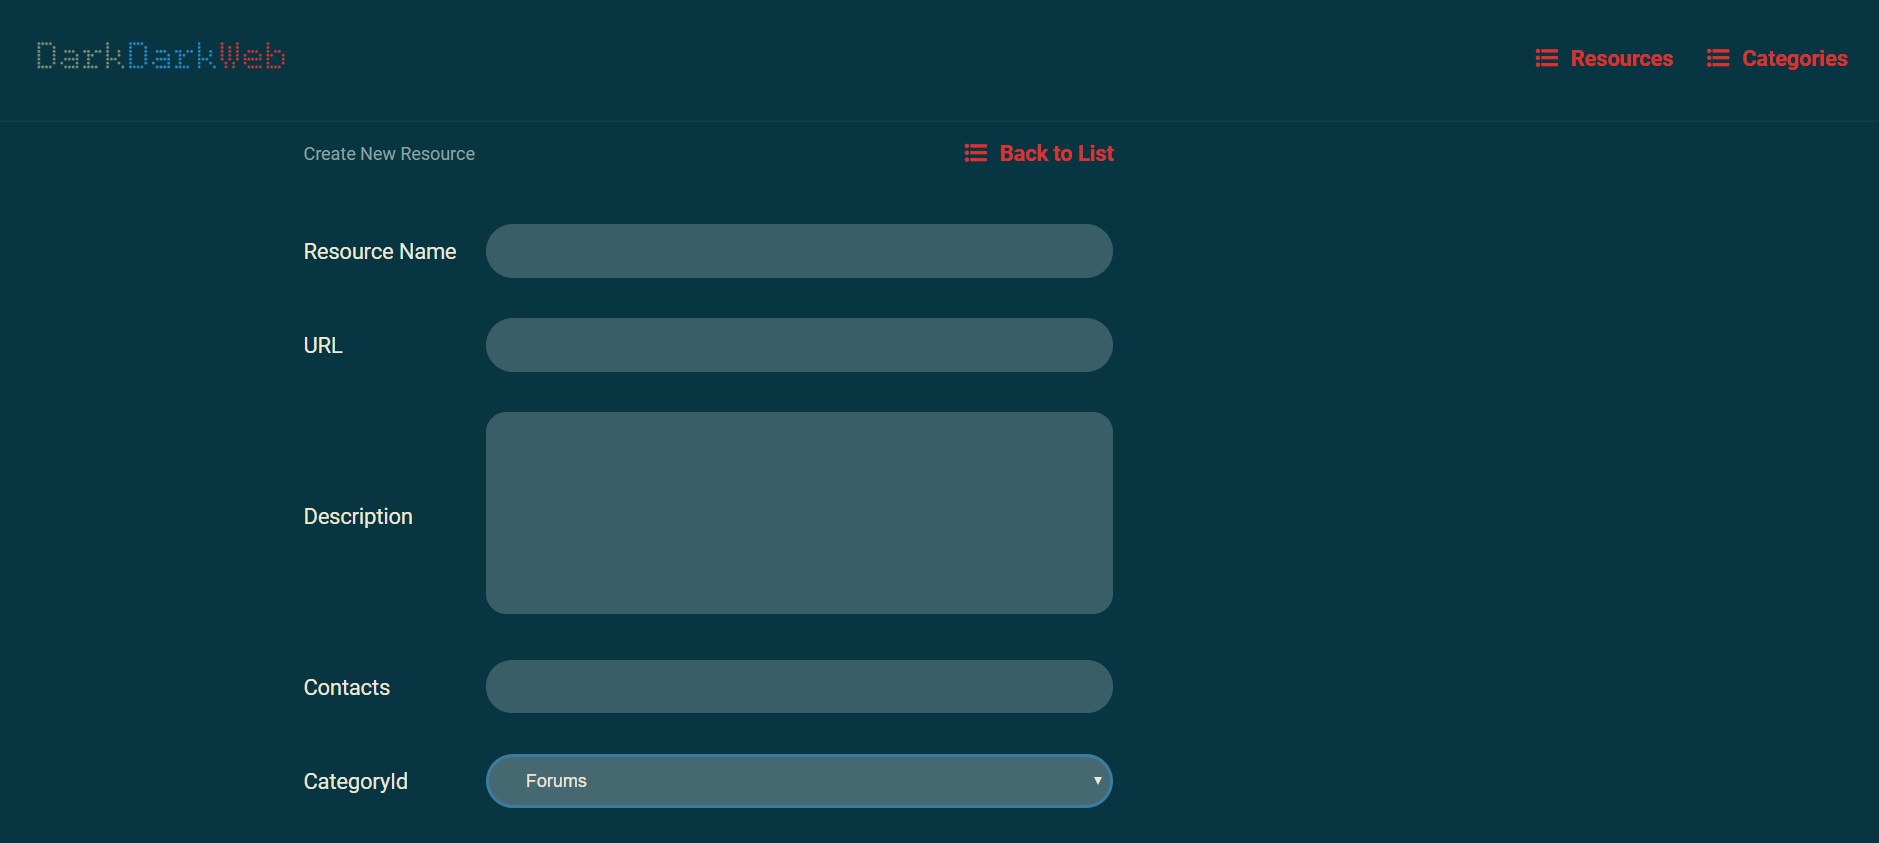 DarkDarkWeb
Resources
Categories
Create New Resource
Back to List
Resource Name
URL
Description
Contacts
CategoryId
Forums